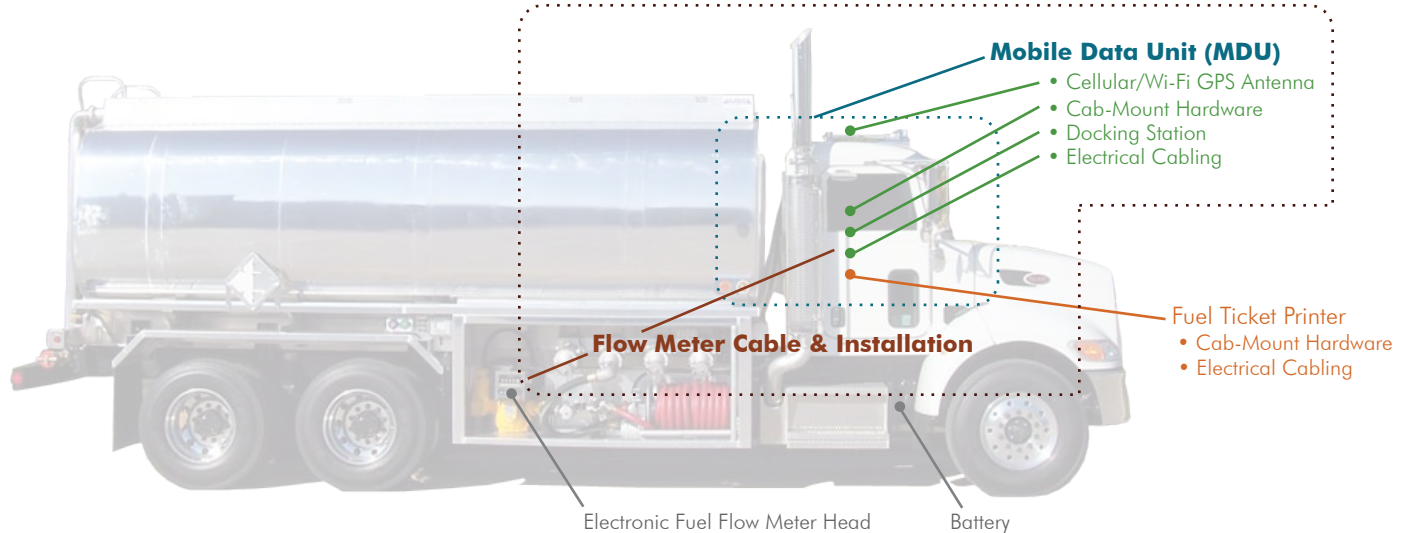 Mobile Data Unit (MDU)
• Cellular/Wi-Fi GPS Antenna
• Cab-Mount Hardware
• Docking Station
• Electrical Cabling
Fuel Ticket Printer
• Cab-Mount Hardware
• Electrical Cabling
Flow Meter Cable & Installation
Electronic Fuel Flow Meter Head
Battery